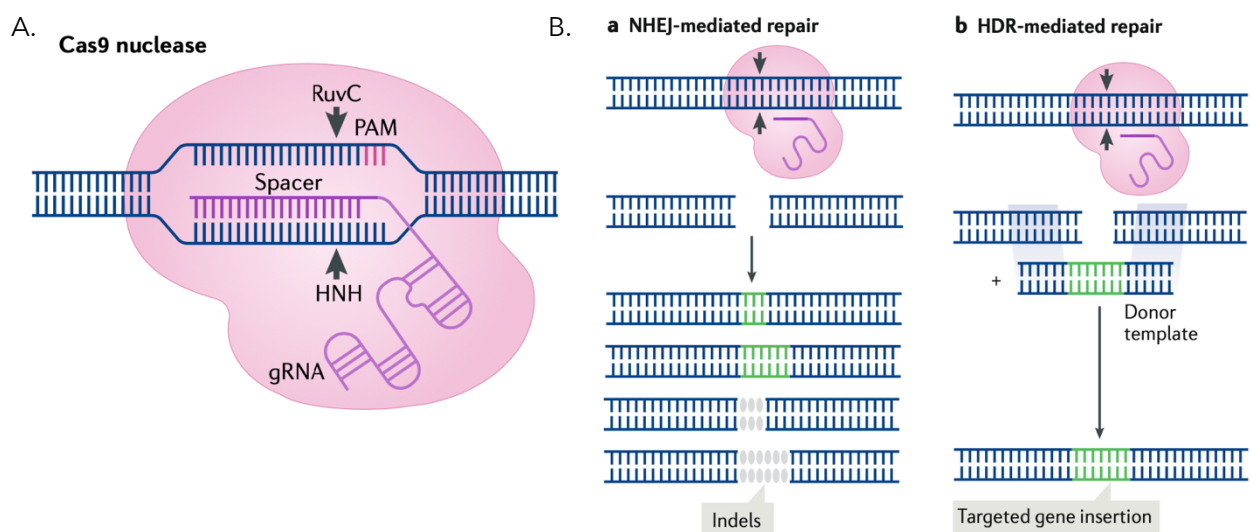 A.
Cas9 nuclease
RuvC
PAM
Spacer
HNH
gRNA
B.
a NHEJ-mediated repair
Indels
b HDR-mediated repair
+
Donor
template
Targeted gene insertion